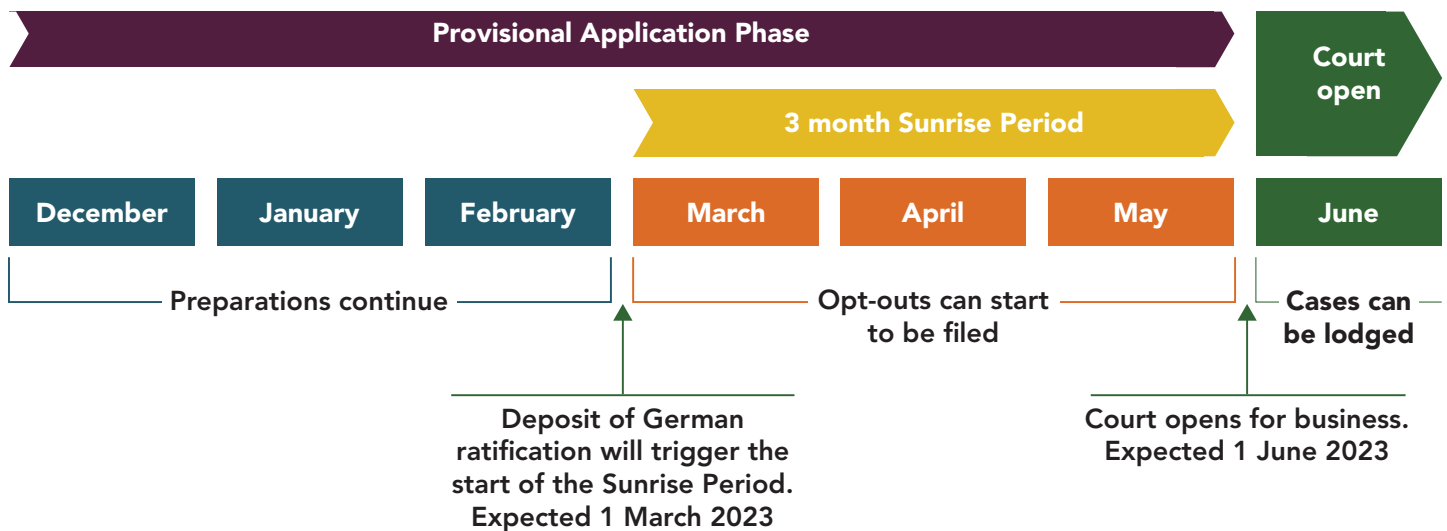 Provisional Application Phase
Court
open
3 month Sunrise Period
December
January
February
March
April
May
June
Preparations continue
Opt-outs can start
to be filed
Cases can
be lodged
Deposit of German
ratification will trigger the
start of the Sunrise Period.
Expected 1 March 2023
Court opens for business.
Expected 1 June 2023